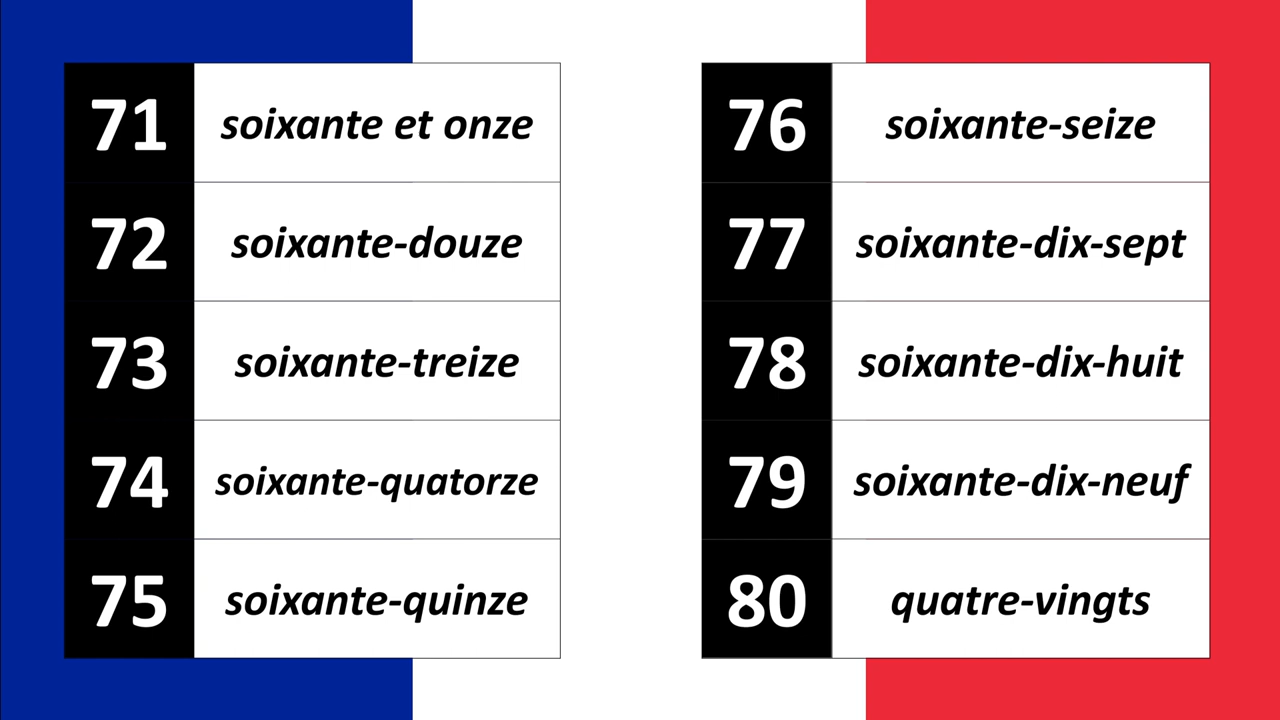 71 soixante et onze
72 soixante-douze
73 soixante-treize
74 soixante-quatorze
75 soixante-quinze
76 soixante-seize
77 soixante-dix-sept
78 soixante-dix-huit
79 soixante-dix-neuf
80 quatre-vingts